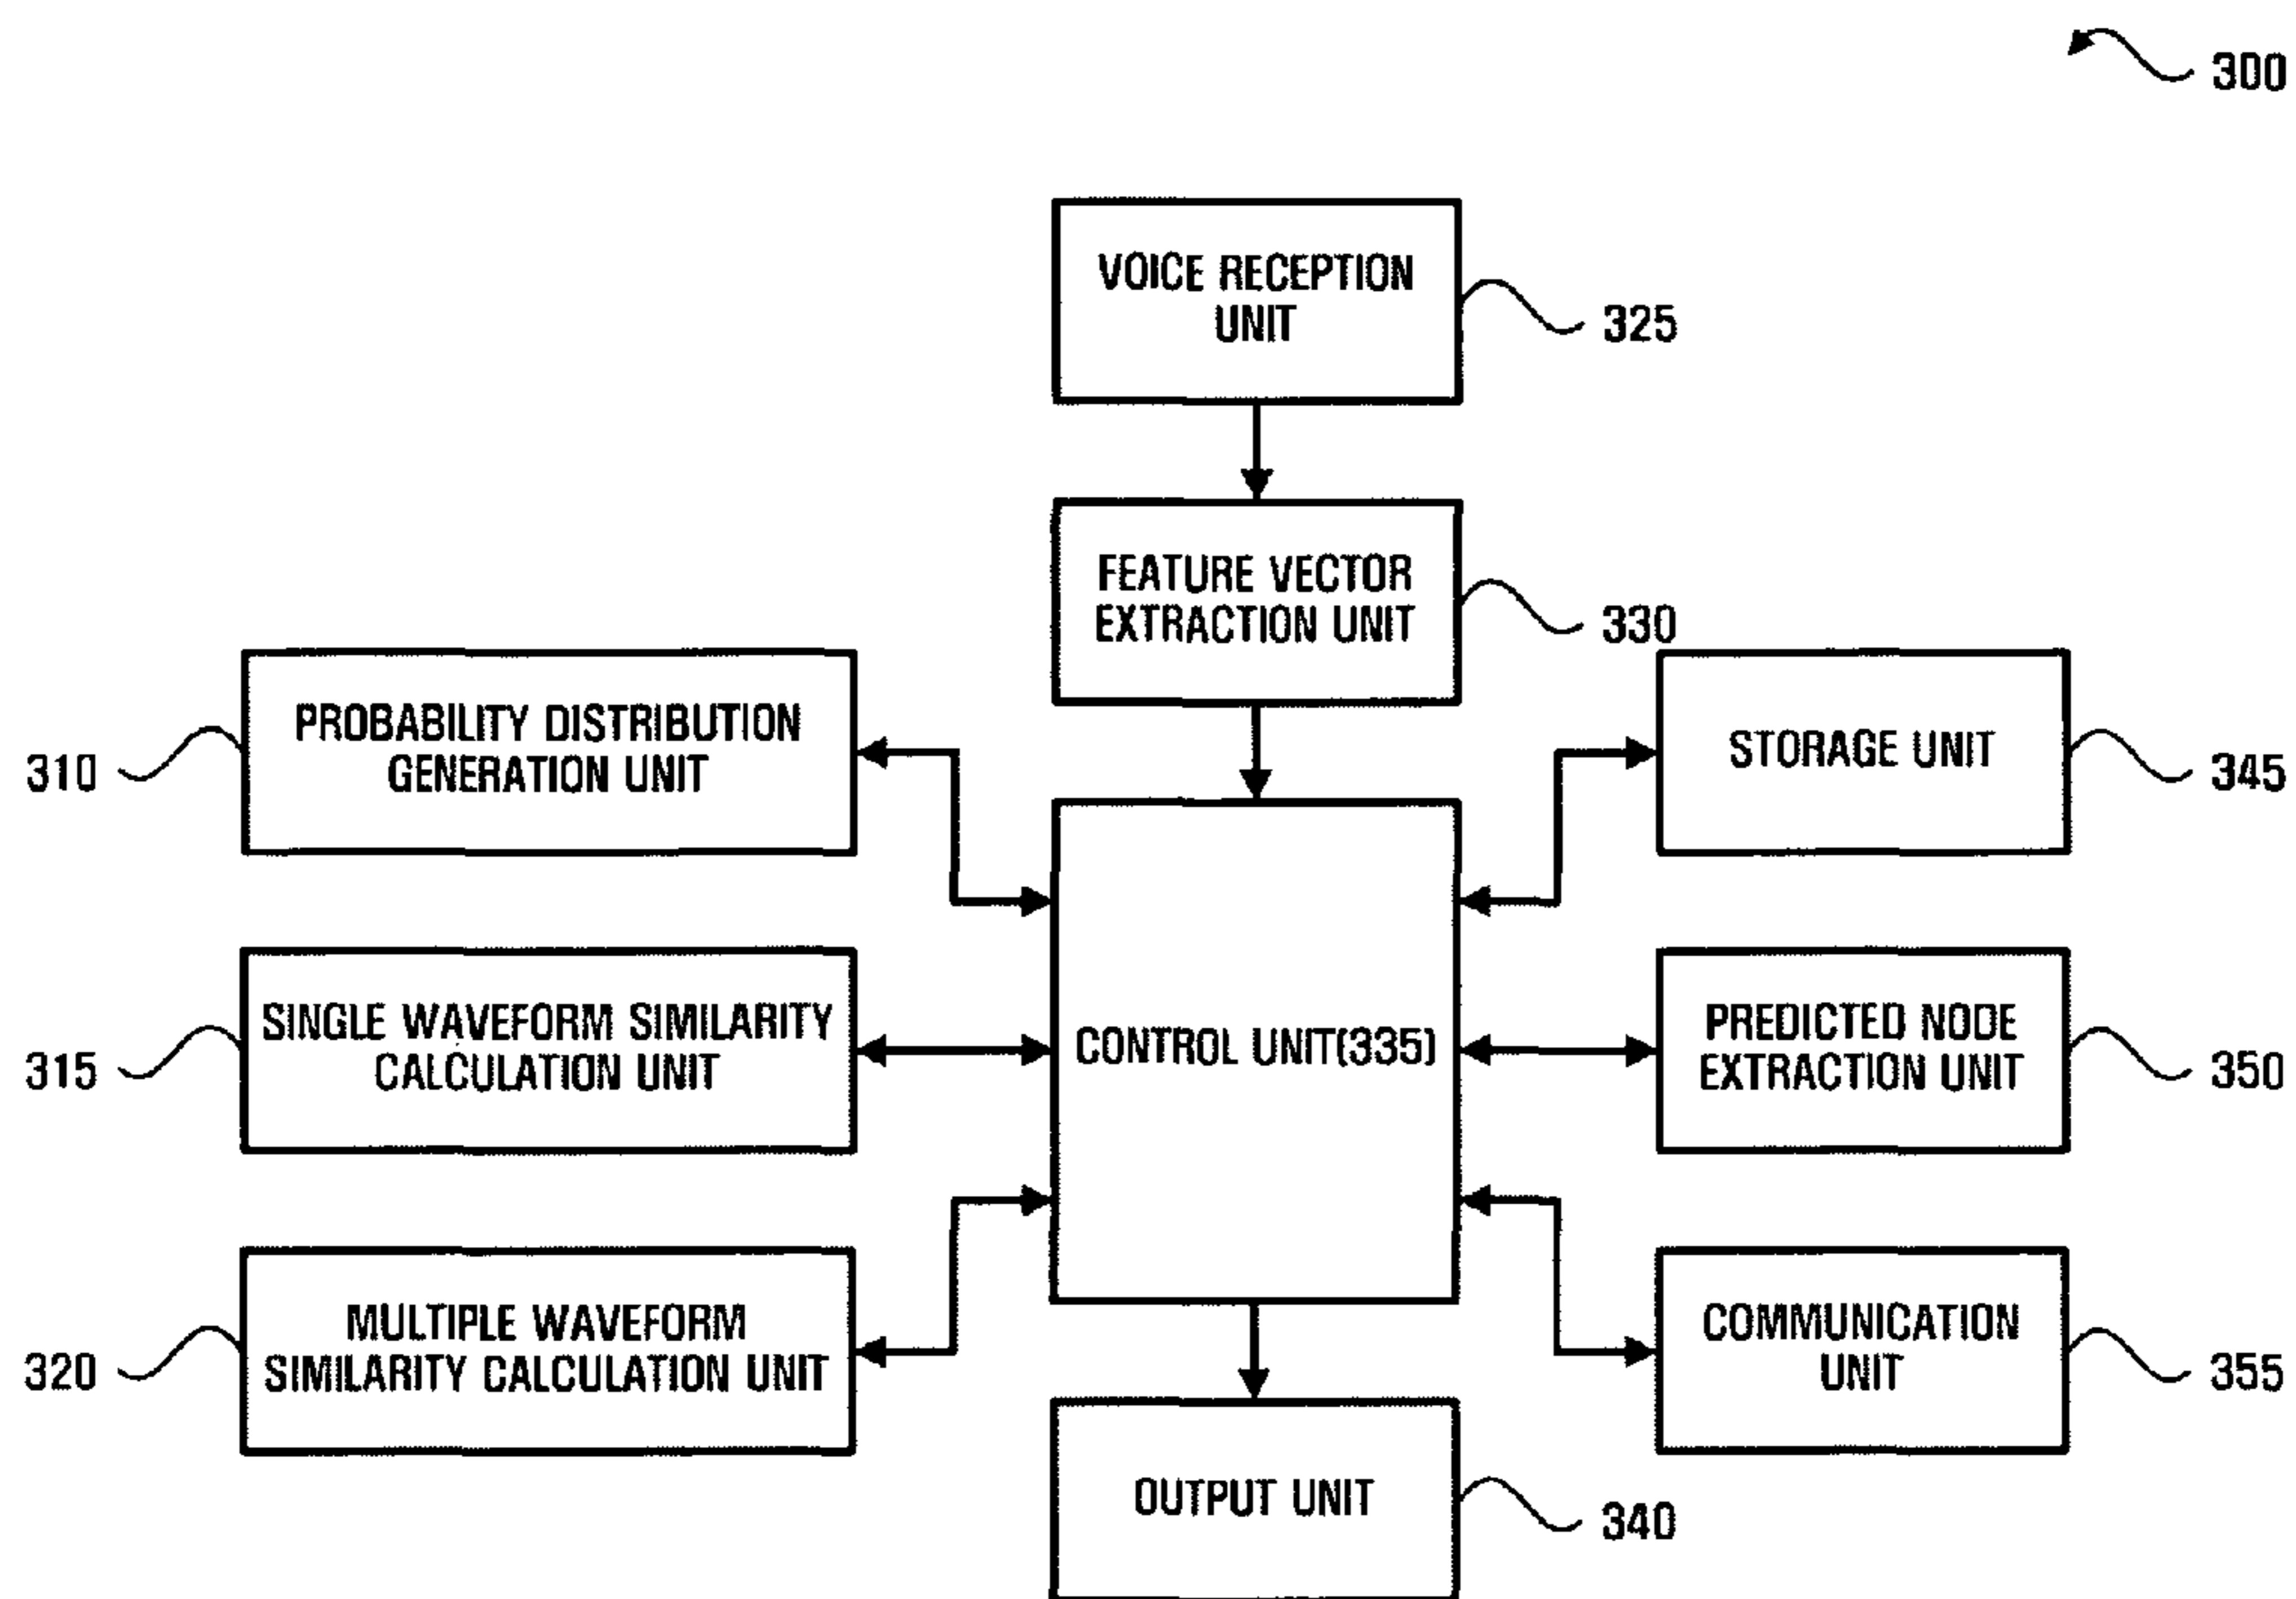 300
VOICE RECEPTION
UNIT
325
FEATURE VECTOR
EXTRACTION UNIT
330
PROBABILITY DISTRIBUTION
GENERATION UNIT
310
STORAGE UNIT
345
SINGLE WAVEFORM SIMILARITY
CALCULATION UNIT
315
CONTROL UNIT(335)
PREDICTED NODE
EXTRACTION UNIT
350
MULTIPLE WAVEFORM
SIMILARITY CALCULATION UNIT
320
COMMUNICATION
UNIT
355
OUTPUT UNIT
340